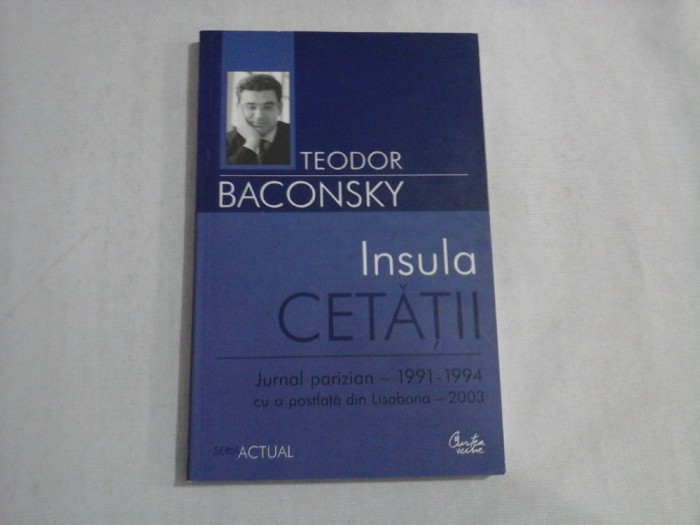 TEODOR
BACONSKY
Insula
CETĂȚII
Jurnal parizian – 1991-1994
cu o postfață din Lisabona – 2003
SERIA ACTUAL
Curtea
veche